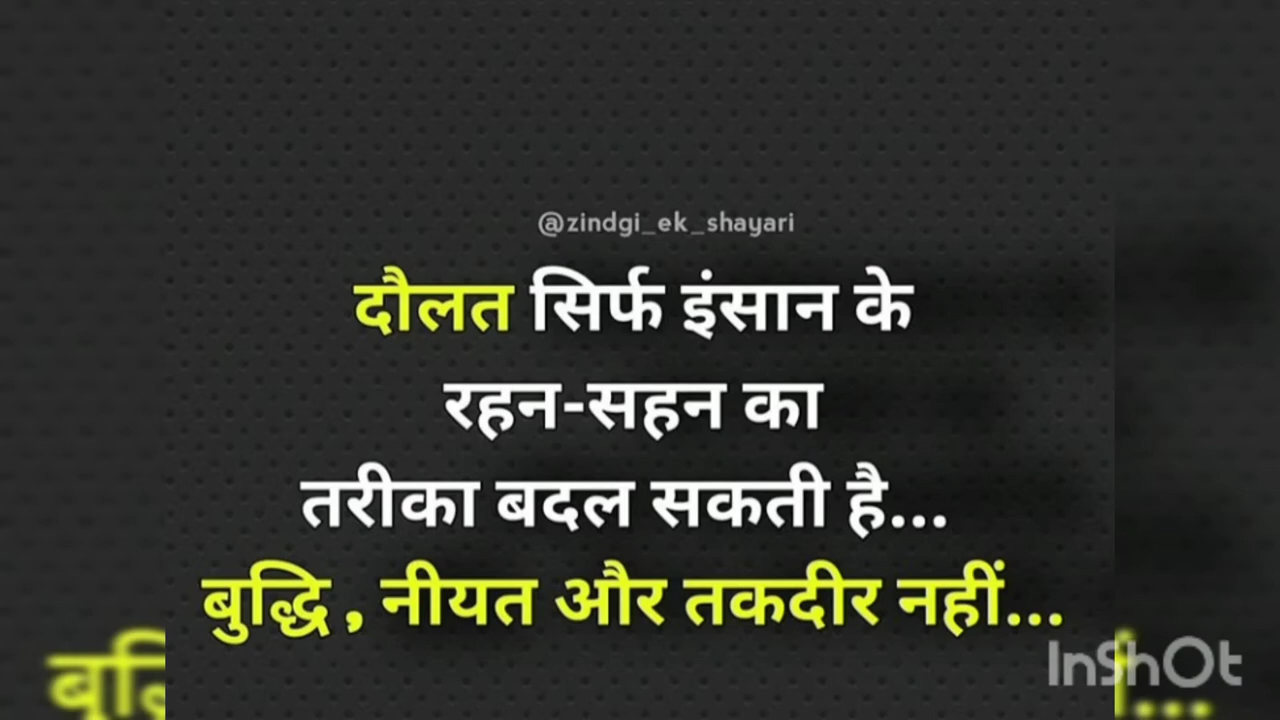 @zindgi_ek_shayari
दौलत सिर्फ इंसान के
रहन-सहन का
तरीका बदल सकती है...
बुद्धि , नीयत और तकदीर नहीं...
InShOt